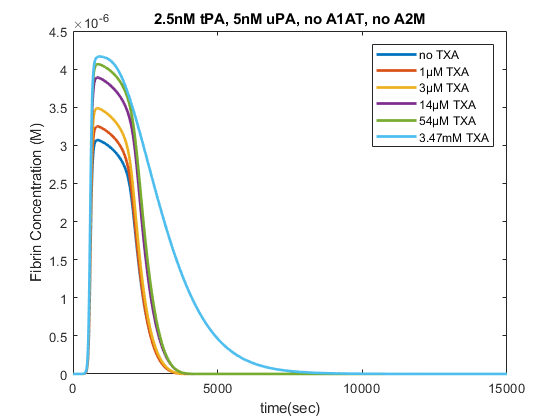 2.5nM tPA, 5nM uPA, no A1AT, no A2M
×10⁻⁶
4.5
4
3.5
3
2.5
2
1.5
1
0.5
0
Fibrin Concentration (M)
no TXA
1μM TXA
3μM TXA
14μM TXA
54μM TXA
3.47mM TXA
0
5000
10000
15000
time(sec)